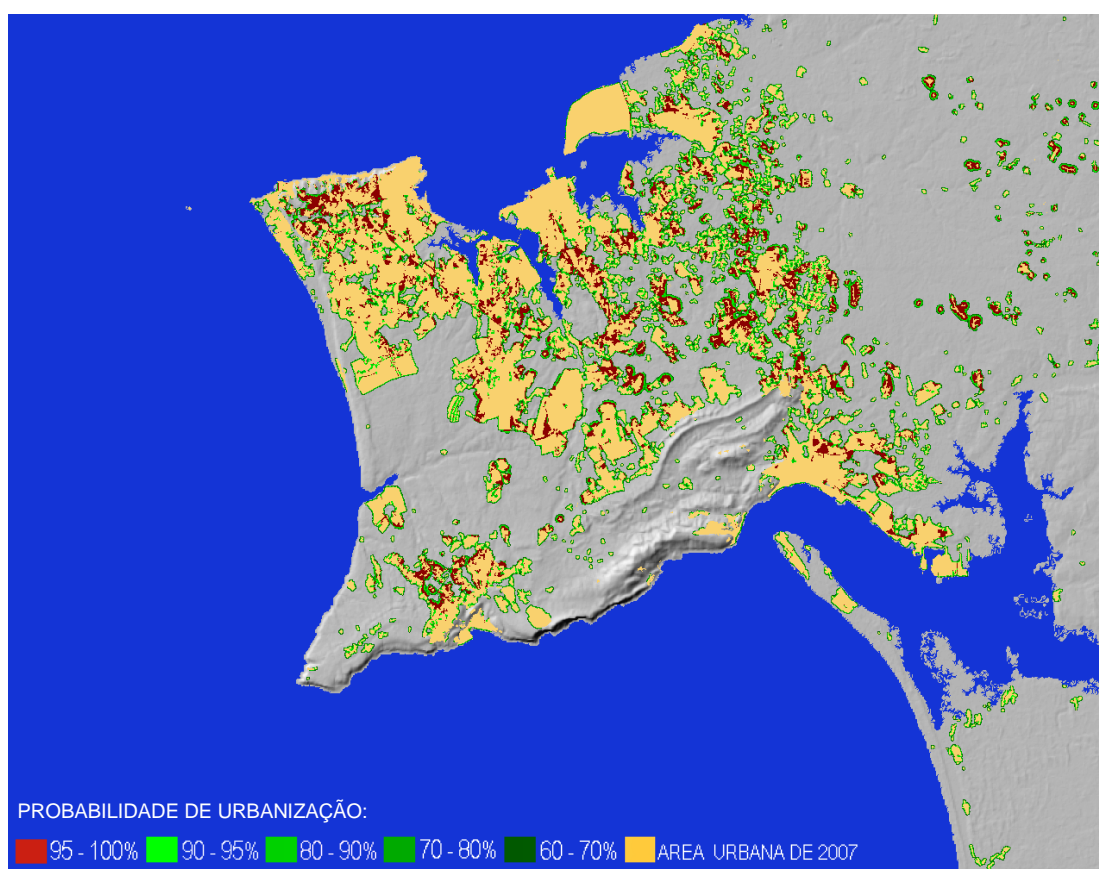 PROBABILIDADE DE URBANIZAÇÃO:
95 - 100% 90 - 95% 80 - 90% 70 - 80% 60 - 70% AREA URBANA DE 2007